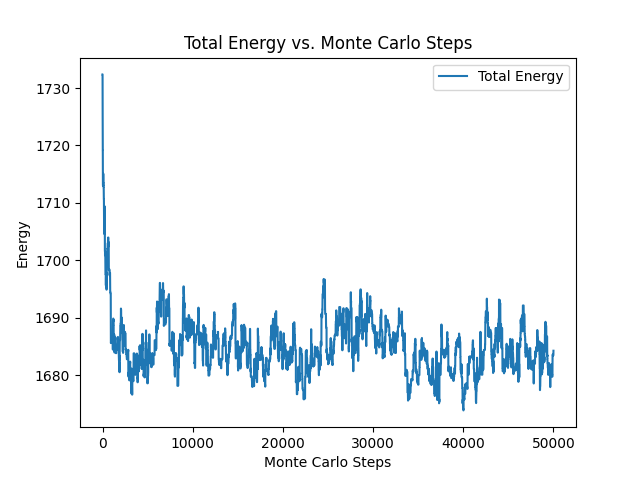 Total Energy vs. Monte Carlo Steps
Total Energy
1730
1720
1710
1700
1690
1680
Energy
0 10000 20000 30000 40000 50000
Monte Carlo Steps